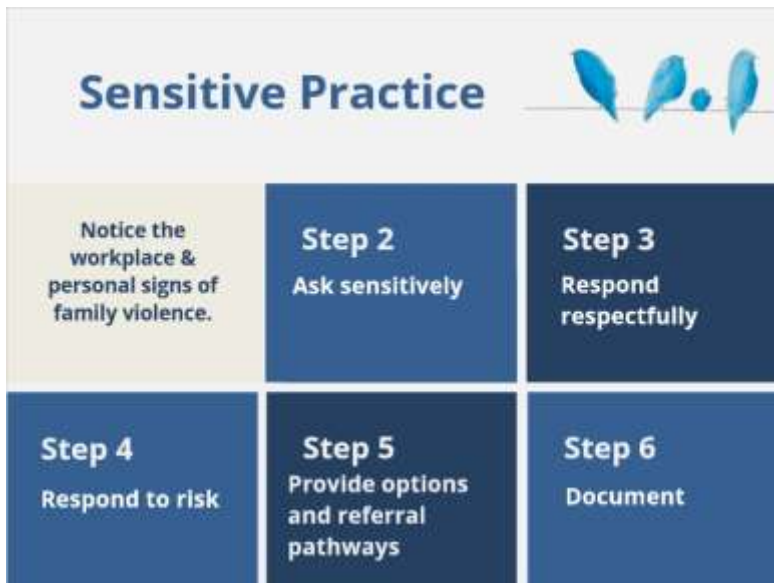 Sensitive Practice
Notice the
workplace &
personal signs of
family violence.
Step 2
Ask sensitively
Step 3
Respond
respectfully
Step 4
Respond to risk
Step 5
Provide options
and referral
pathways
Step 6
Document